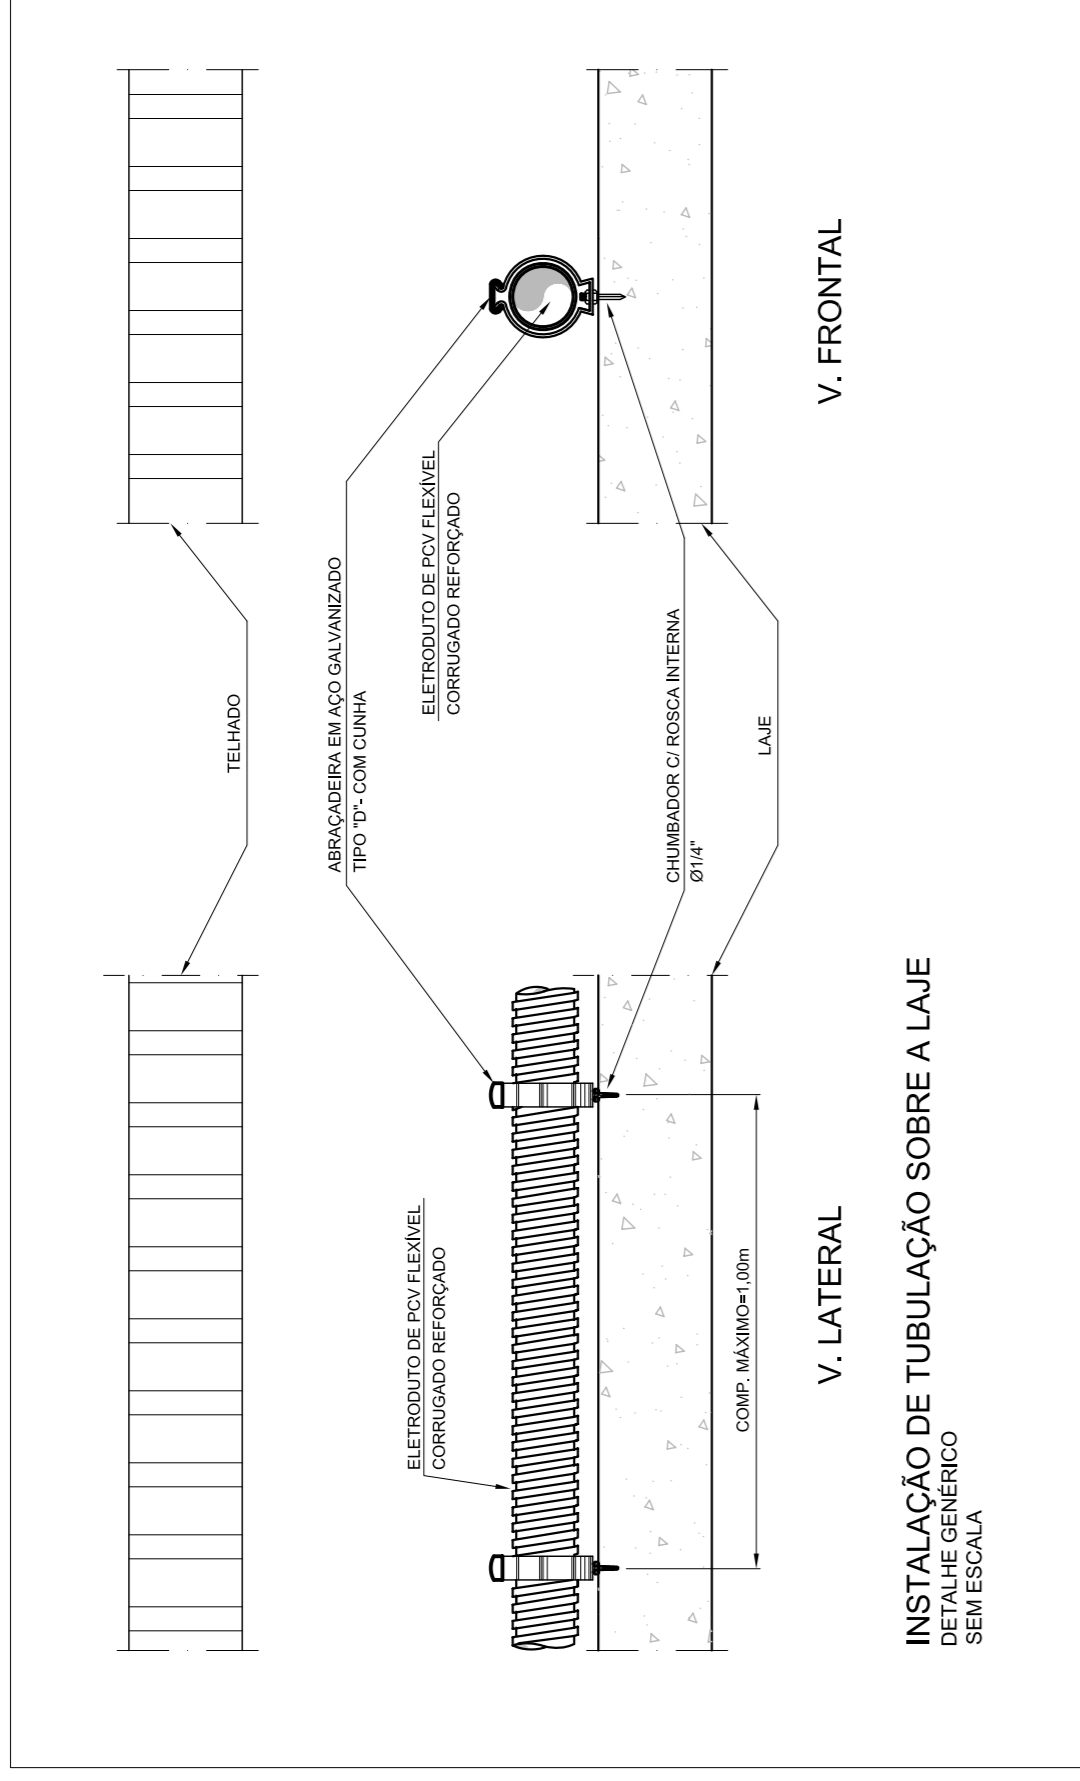 TELHADO
ABRAÇADEIRA EM AÇO GALVANIZADO
TIPO "D"- COM CUNHA
ELETRODUTO DE PCV FLEXÍVEL
CORRUGADO REFORÇADO
ELETRODUTO DE PCV FLEXÍVEL
CORRUGADO REFORÇADO
CHUMBADOR C/ ROSCA INTERNA
Ø1/4"
LAJE
COMP. MÁXIMO=1,00m
V. LATERAL
V. FRONTAL
INSTALAÇÃO DE TUBULAÇÃO SOBRE A LAJE
DETALHE GENÉRICO
SEM ESCALA